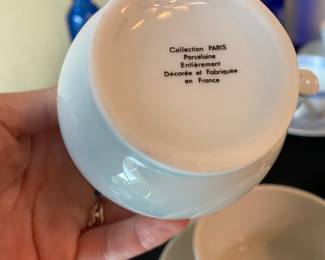 Collection PARIS
Porcelaine
Entièrement
Décorée et Fabriquée
en France